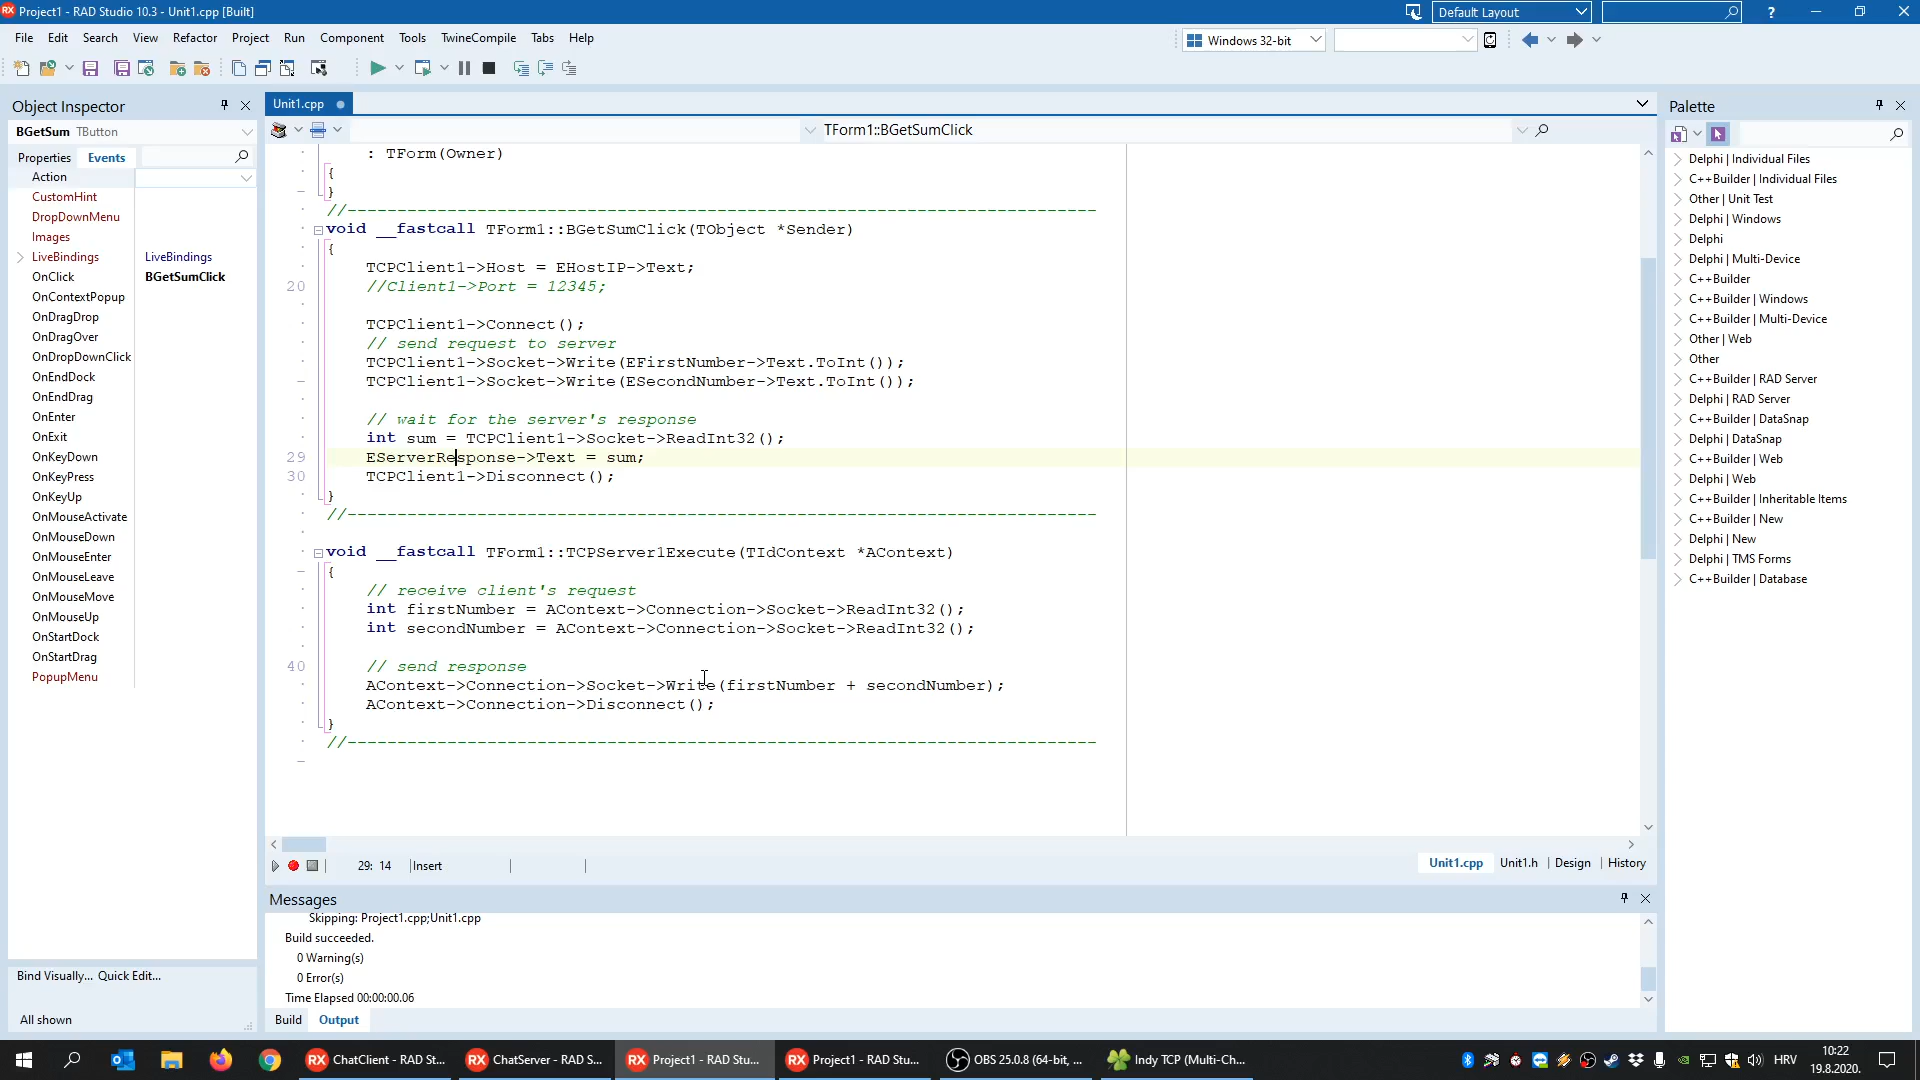 Project1 - RAD Studio 10.3 - Unit1.cpp [Built]
Default Layout
?
File Edit Search View Refactor Project Run Component Tools TwineCompile Tabs Help
Windows 32-bit
Object Inspector
BGetSum TButton
Properties Events
Action
CustomHint
DropDownMenu
Images
LiveBindings LiveBindings
OnClick BGetSumClick
OnContextPopup
OnDragDrop
OnDragOver
OnDropDownClick
OnEndDock
OnEndDrag
OnEnter
OnExit
OnKeyDown
OnKeyPress
OnKeyUp
OnMouseActivate
OnMouseDown
OnMouseEnter
OnMouseLeave
OnMouseMove
OnMouseUp
OnStartDock
OnStartDrag
PopupMenu
Bind Visually... Quick Edit...
All shown
Unit1.cpp
TForm1::BGetSumClick
: TForm(Owner)
{
}
//---------------------------------------------------------------------------
void __fastcall TForm1::BGetSumClick(TObject *Sender)
{
TCPClient1->Host = EHostIP->Text;
20 //Client1->Port = 12345;
TCPClient1->Connect();
// send request to server
TCPClient1->Socket->Write(EFirstNumber->Text.ToInt());
TCPClient1->Socket->Write(ESecondNumber->Text.ToInt());
// wait for the server's response
int sum = TCPClient1->Socket->ReadInt32();
29 EServerResponse->Text = sum;
30 TCPClient1->Disconnect();
}
//---------------------------------------------------------------------------
void __fastcall TForm1::TCPServer1Execute(TIdContext *AContext)
{
// receive client's request
int firstNumber = AContext->Connection->Socket->ReadInt32();
int secondNumber = AContext->Connection->Socket->ReadInt32();
40 // send response
AContext->Connection->Socket->Write(firstNumber + secondNumber);
AContext->Connection->Disconnect();
}
//---------------------------------------------------------------------------
29: 14 Insert
Unit1.cpp Unit1.h Design History
Messages
Skipping: Project1.cpp;Unit1.cpp
Build succeeded.
0 Warning(s)
0 Error(s)
Time Elapsed 00:00:00.06
Build Output
Palette
Delphi | Individual Files
C++Builder | Individual Files
Other | Unit Test
Delphi | Windows
Delphi
Delphi | Multi-Device
C++Builder
C++Builder | Windows
C++Builder | Multi-Device
Other | Web
Other
C++Builder | RAD Server
Delphi | RAD Server
C++Builder | DataSnap
Delphi | DataSnap
C++Builder | Web
Delphi | Web
C++Builder | Inheritable Items
C++Builder | New
Delphi | New
Delphi | TMS Forms
C++Builder | Database
ChatClient - RAD St...
ChatServer - RAD S...
Project1 - RAD Stu...
Project1 - RAD Stu...
OBS 25.0.8 (64-bit, ...
Indy TCP (Multi-Ch...
HRV
10:22
19.8.2020.